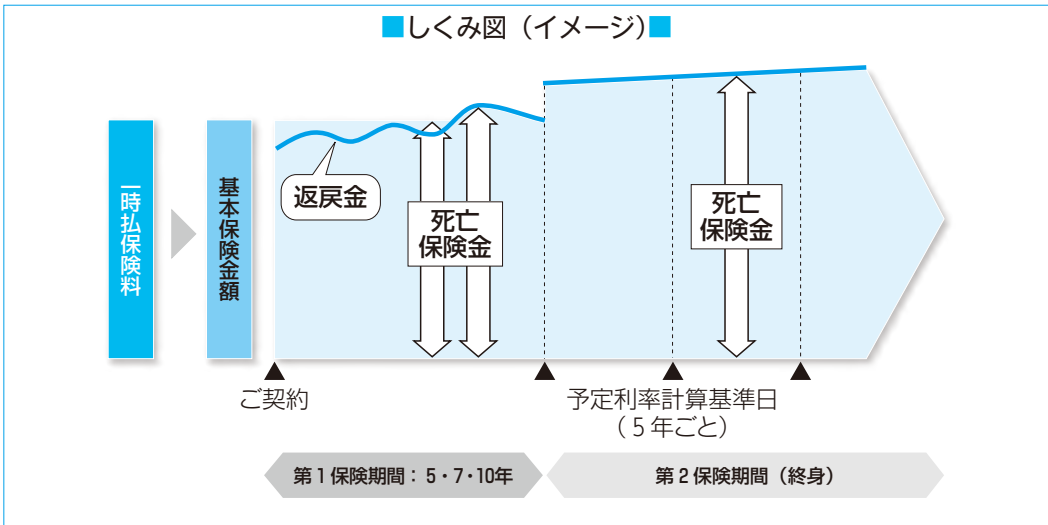 ■しくみ図（イメージ）■
一時払保険料
基本保険金額
返戻金
死亡
保険金
死亡
保険金
ご契約
予定利率計算基準日
（5年ごと）
第1保険期間：5・7・10年
第2保険期間（終身）